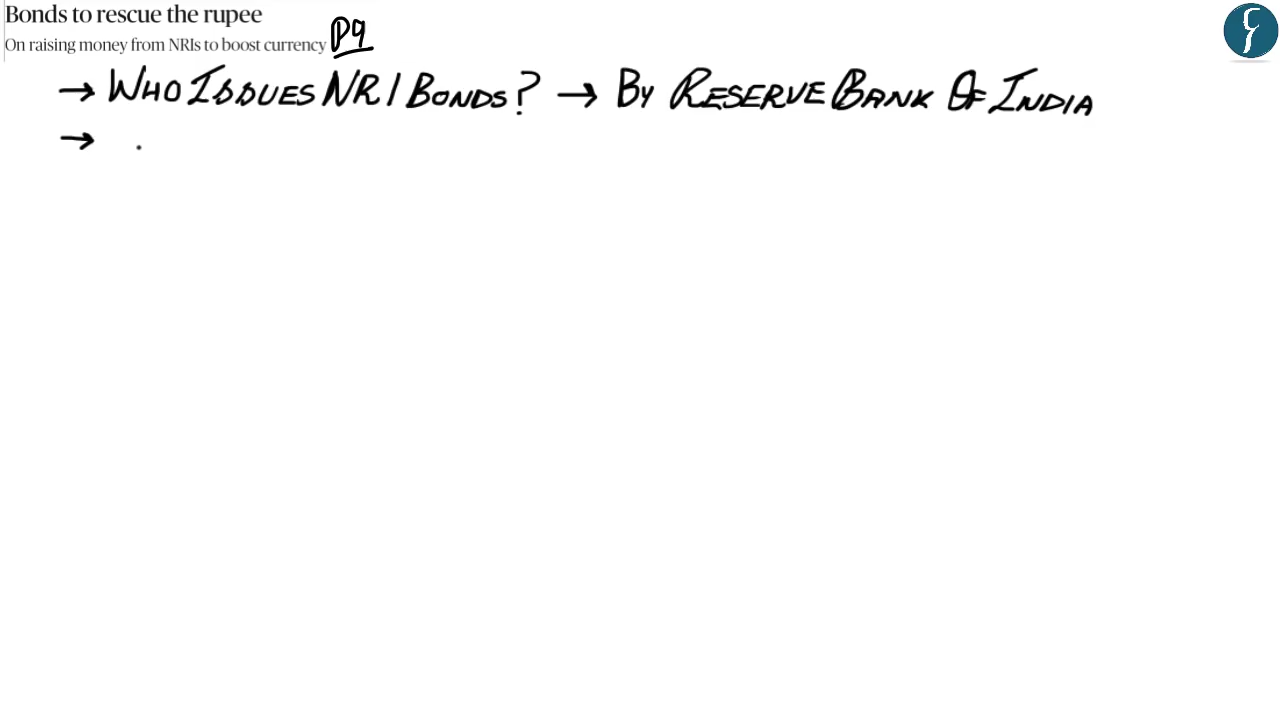 Bonds to rescue the rupee
On raising money from NRIs to boost currency P9
→ WHO ISSUES NRI BONDS? → BY RESERVE BANK OF INDIA
→